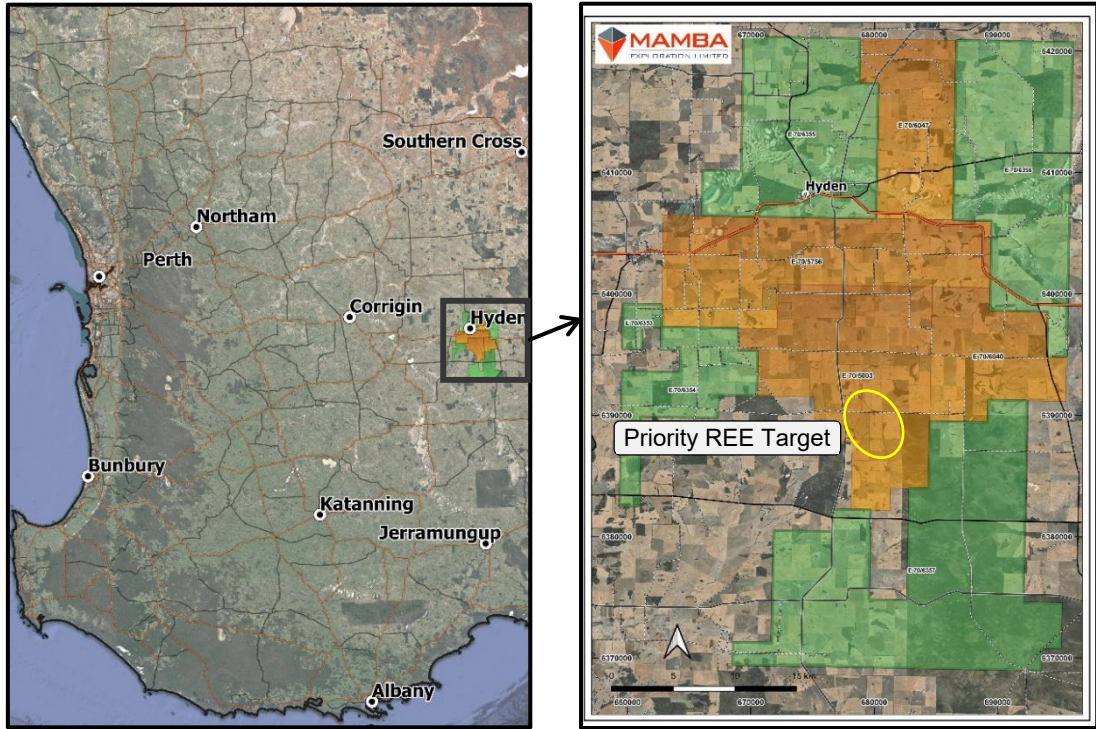 Southern Cross
Northam
Perth
Corrigin
Hyden
Bunbury
Katanning
Jerramungup
Albany
MAMBA
EXPLORATION LIMITED
670000
680000
690000
6420000
E 70/6047
E 70/6355
E 70/6356
6410000
6410000
Hyden
E 70/5756
6400000
6400000
E 70/6353
E 70/6040
E 70/5803
E 70/6354
6390000
6390000
Priority REE Target
6380000
6380000
E 70/6357
6370000
6370000
0
5
10
15 km
660000
670000
680000
690000